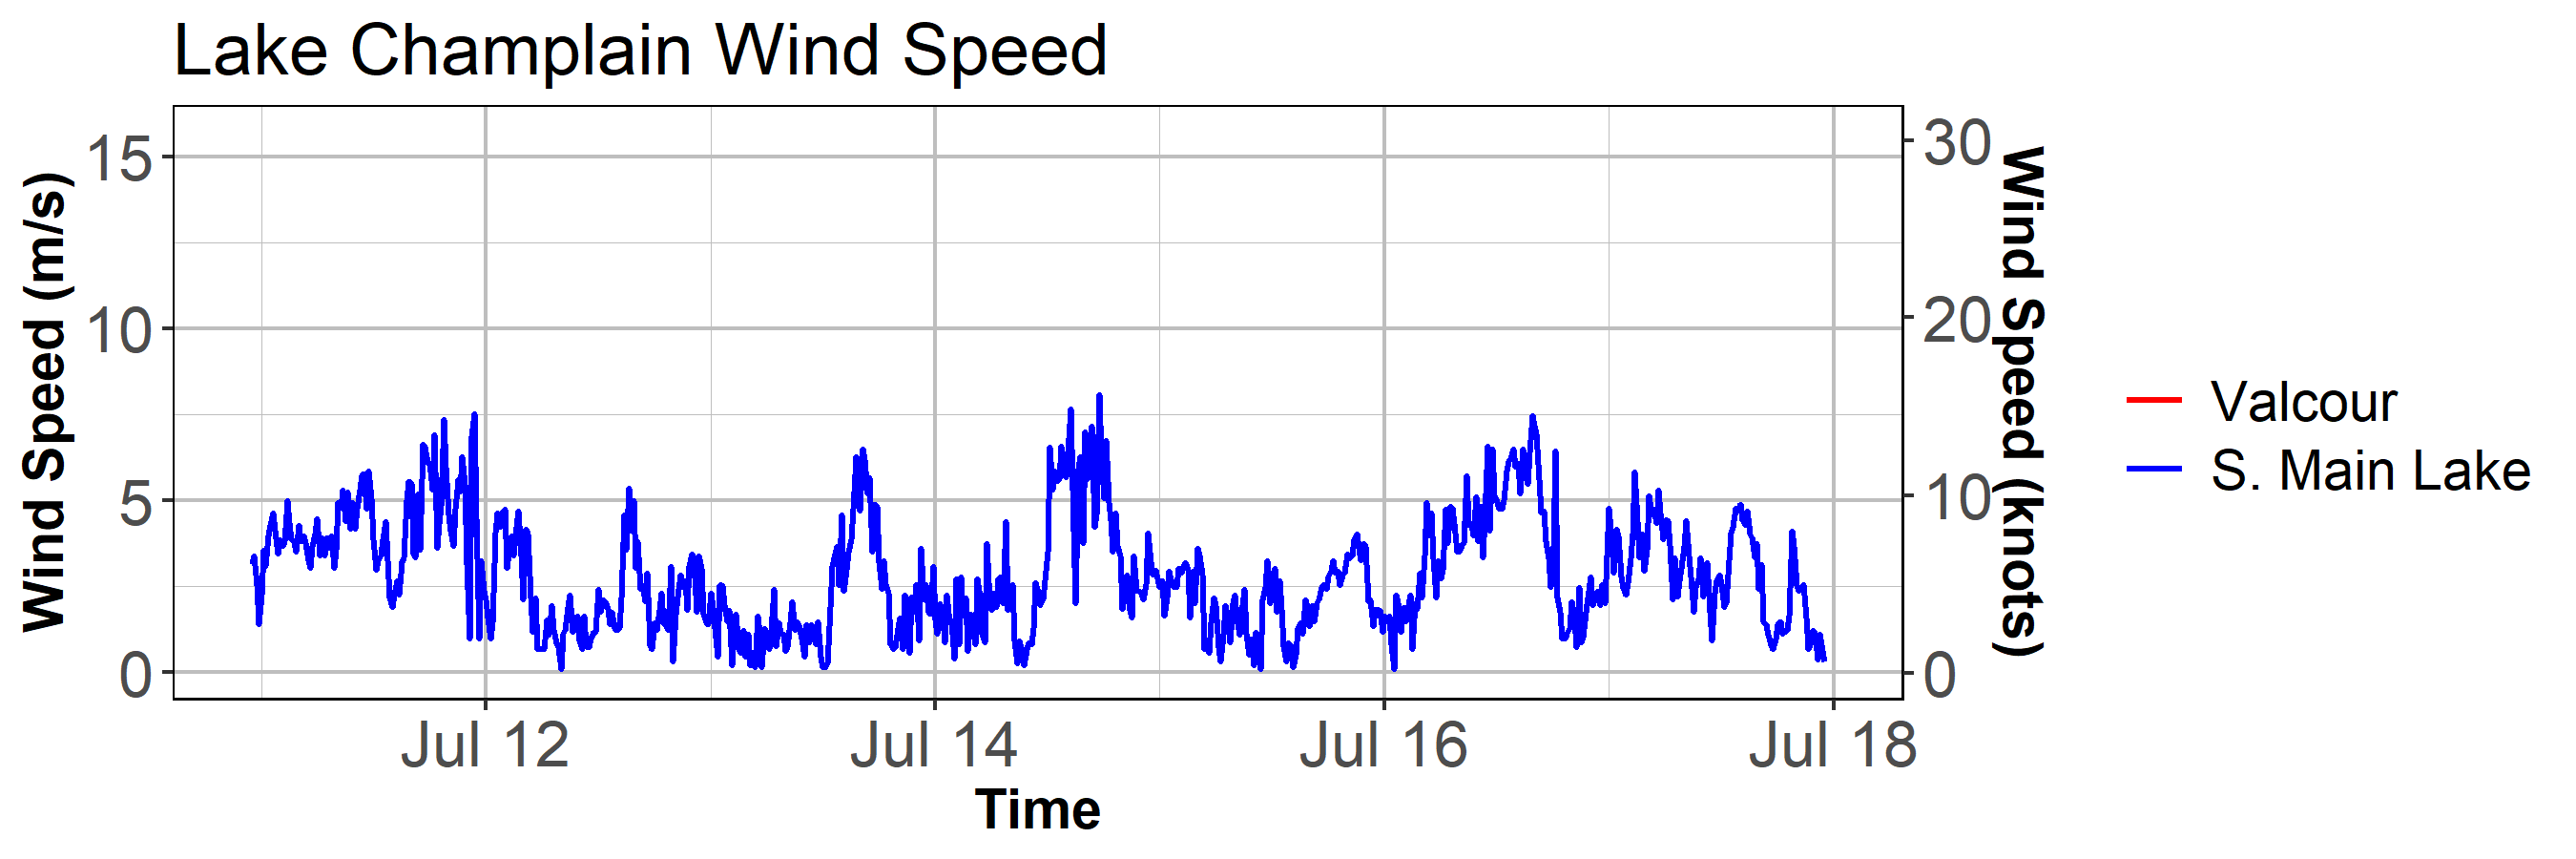 Lake Champlain Wind Speed
Wind Speed (m/s)
15
10
5
0
30
20
10
0
Wind Speed (knots)
Jul 12
Jul 14
Jul 16
Jul 18
Time
Valcour
S. Main Lake